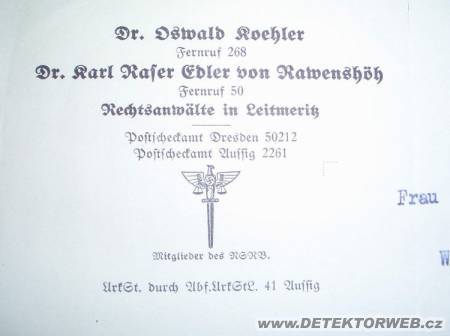 Dr. Oswald Koehler
Fernruf 268
Dr. Karl Naser Edler von Rawenshöh
Fernruf 50
Rechtsanwälte in Leitmeritz
Postscheckamt Dresden 50212
Postscheckamt Aussig 2261
Frau
W
Mitglieder des NSRB.
UrkSt. durch Abf.UrkStL. 41 Aussig
www.DETEKTORWEB.cz